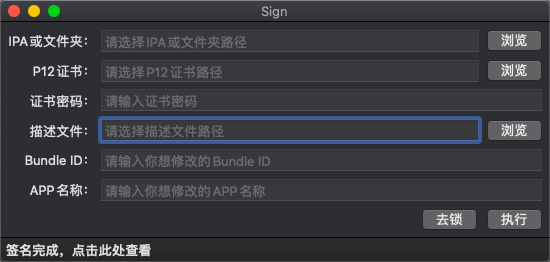 Sign
IPA或文件夹： 请选择IPA或文件夹路径 浏览
P12证书： 请选择P12证书路径 浏览
证书密码： 请输入证书密码
描述文件： 请选择描述文件路径 浏览
Bundle ID： 请输入你想修改的Bundle ID
APP名称： 请输入你想修改的APP名称
去锁 执行
签名完成，点击此处查看